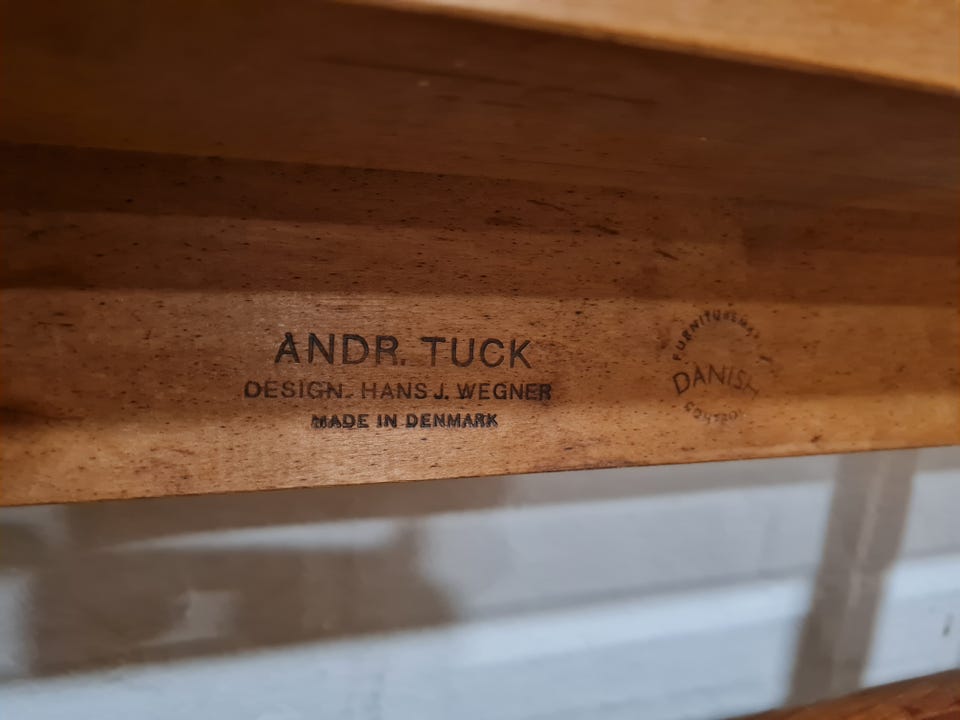 ANDR. TUCK
DESIGN. HANS J. WEGNER
MADE IN DENMARK
DANISH